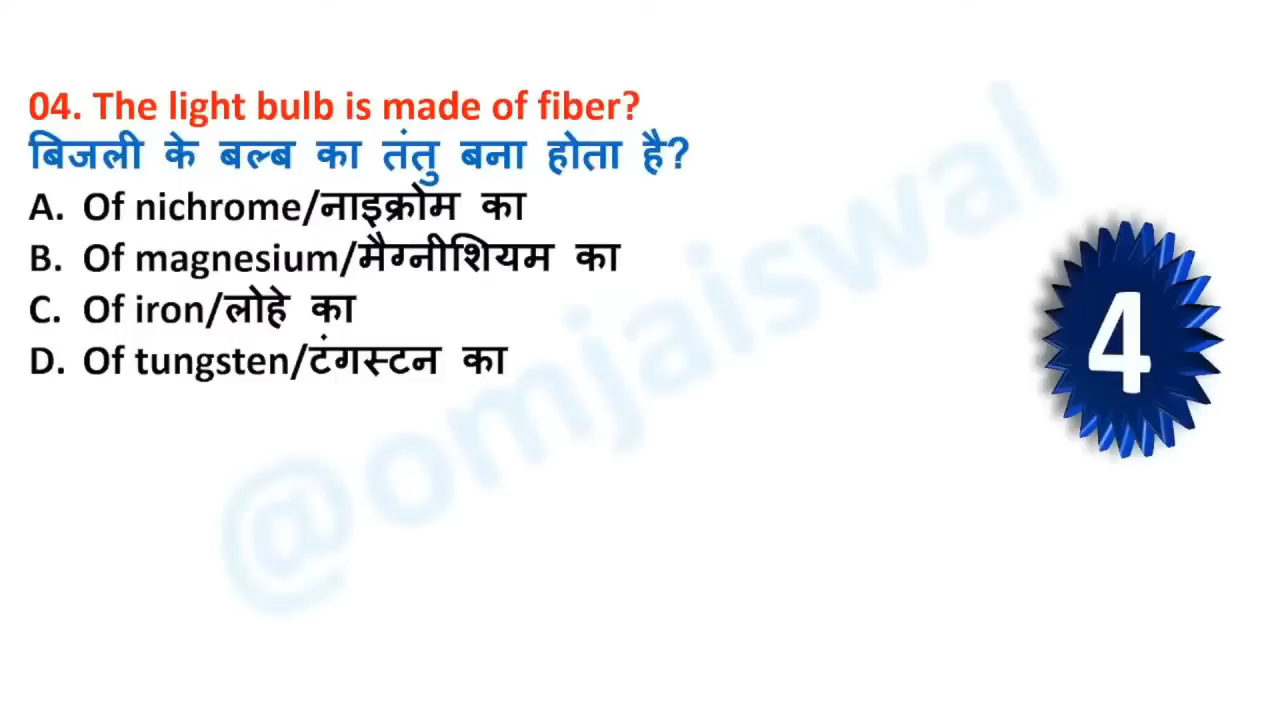 04. The light bulb is made of fiber?
बिजली के बल्ब का तंतु बना होता है?
A. Of nichrome/नाइक्रोम का
B. Of magnesium/मैग्नीशियम का
C. Of iron/लोहे का
D. Of tungsten/टंगस्टन का
4
@omjaiswal